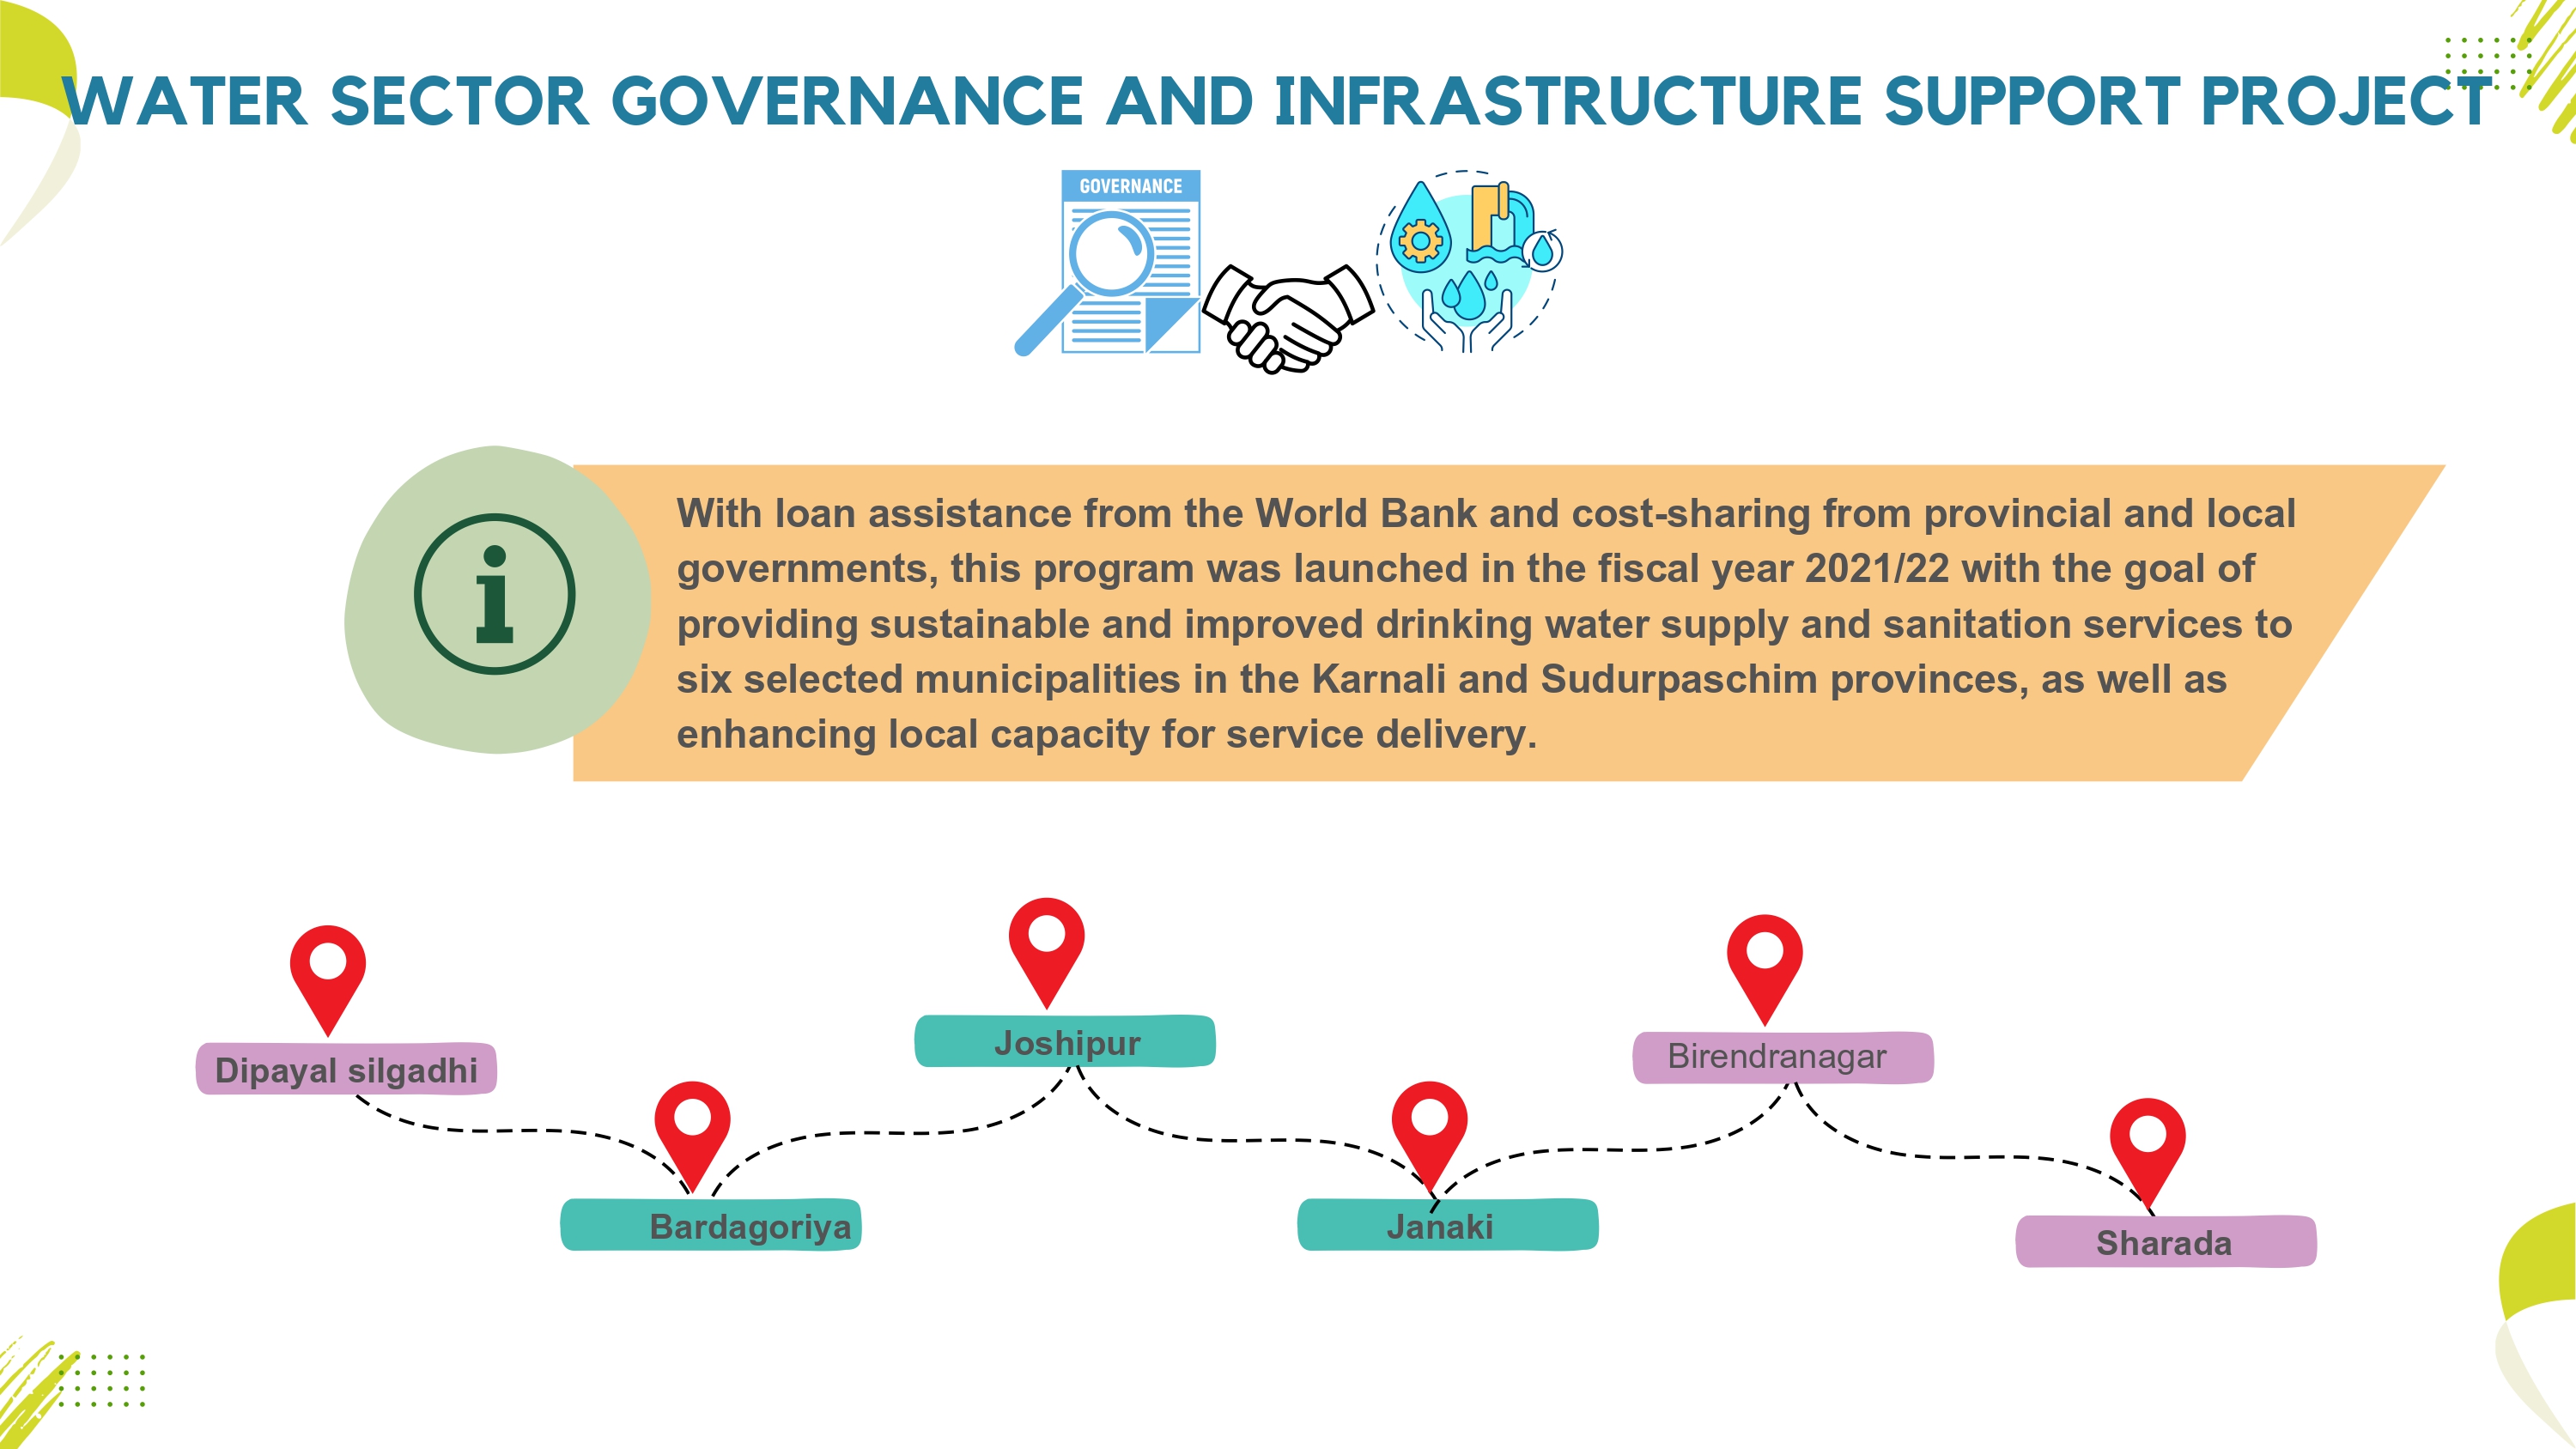 WATER SECTOR GOVERNANCE AND INFRASTRUCTURE SUPPORT PROJECT
GOVERNANCE
With loan assistance from the World Bank and cost-sharing from provincial and local
governments, this program was launched in the fiscal year 2021/22 with the goal of
providing sustainable and improved drinking water supply and sanitation services to
six selected municipalities in the Karnali and Sudurpaschim provinces, as well as
enhancing local capacity for service delivery.
Dipayal silgadhi
Bardagoriya
Joshipur
Janaki
Birendranagar
Sharada